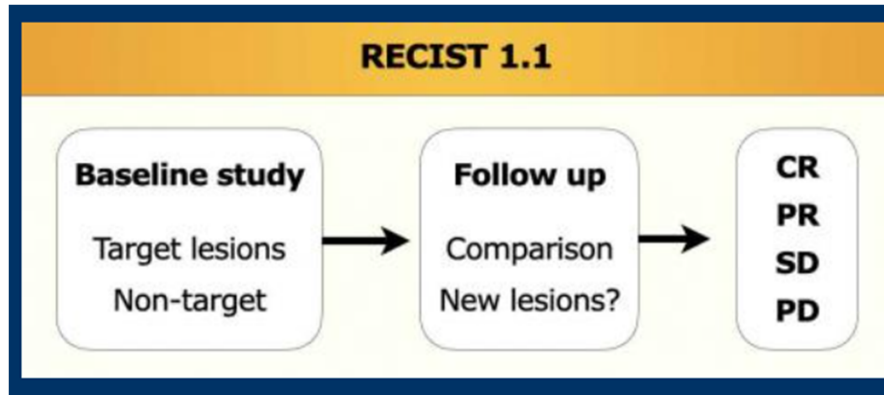 RECIST 1.1
Baseline study
Target lesions
Non-target
Follow up
Comparison
New lesions?
CR
PR
SD
PD